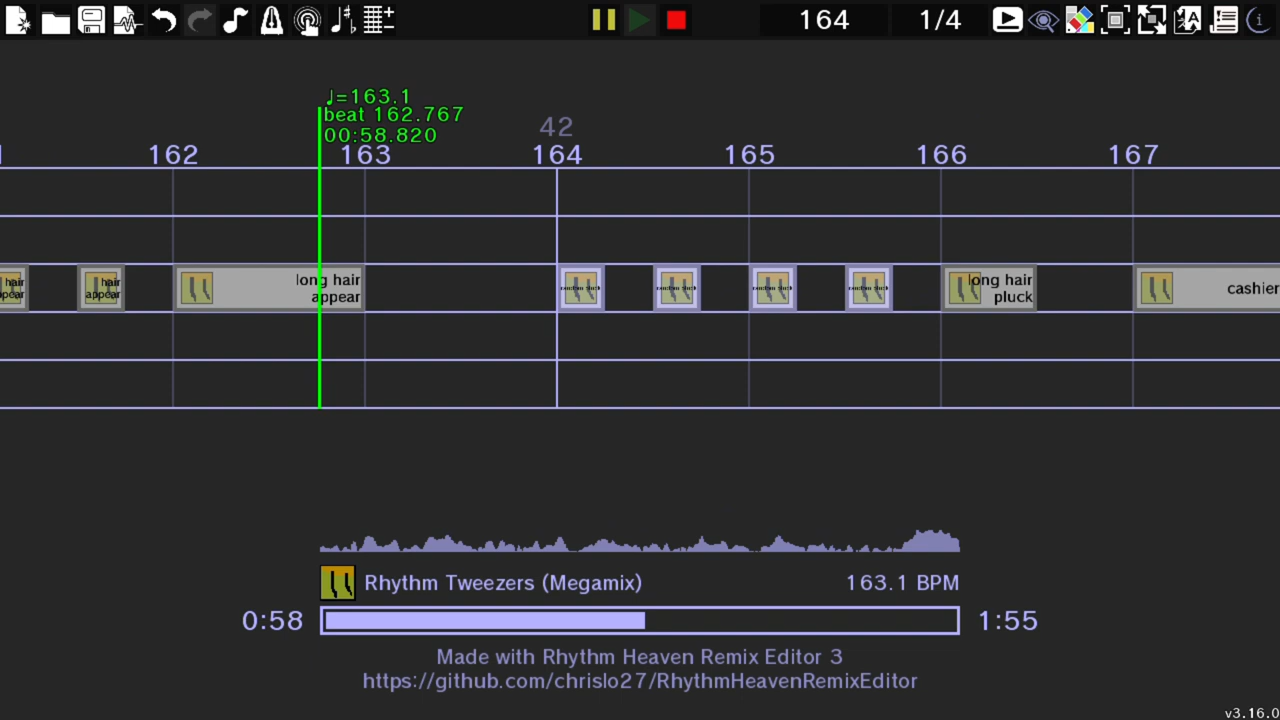 164
1/4
♩=163.1
beat 162.767
00:58.820
42
162
163
164
165
166
167
hair
appear
long hair
appear
long hair
pluck
cashier
Rhythm Tweezers (Megamix)
163.1 BPM
0:58
1:55
Made with Rhythm Heaven Remix Editor 3
https://github.com/chrislo27/RhythmHeavenRemixEditor
v3.16.0